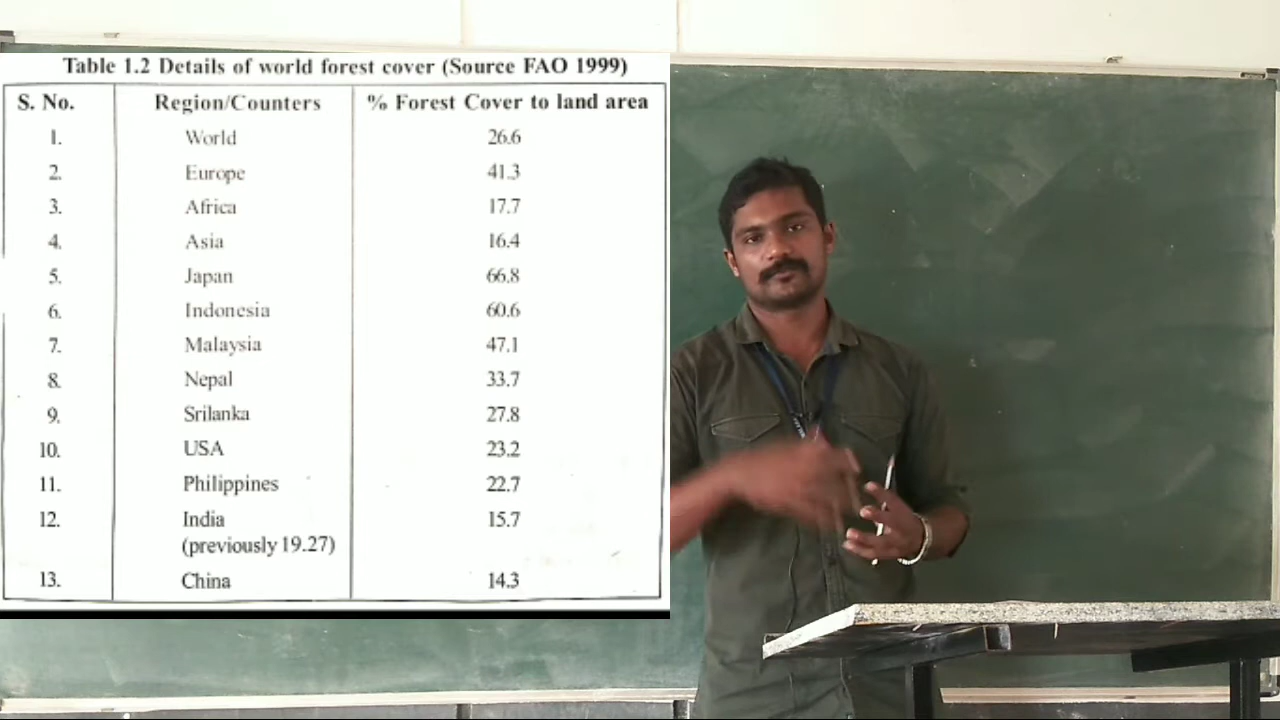 Table 1.2 Details of world forest cover (Source FAO 1999)
S. No. Region/Counters % Forest Cover to land area
1. World 26.6
2. Europe 41.3
3. Africa 17.7
4. Asia 16.4
5. Japan 66.8
6. Indonesia 60.6
7. Malaysia 47.1
8. Nepal 33.7
9. Srilanka 27.8
10. USA 23.2
11. Philippines 22.7
12. India 15.7
(previously 19.27)
13. China 14.3